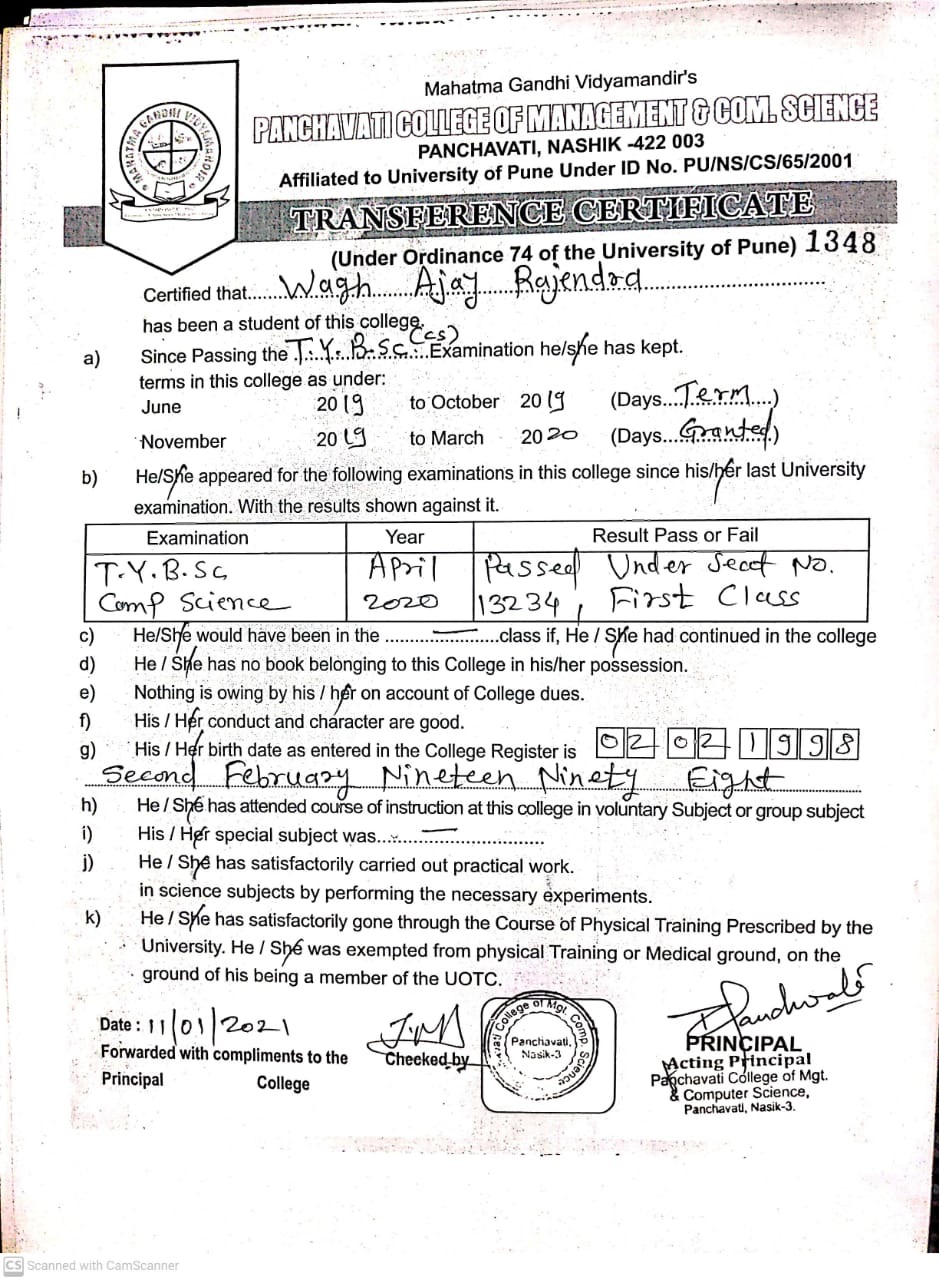 Mahatma Gandhi Vidyamandir's
PANCHAVATI COLLEGE OF MANAGEMENT & COM. SCIENCE
PANCHAVATI, NASHIK -422 003
Affiliated to University of Pune Under ID No. PU/NS/CS/65/2001
MAHATMA GANDHI VIDYAMANDIR
TRANSFERENCE CERTIFICATE
(Under Ordinance 74 of the University of Pune) 1348
Certified that......Wagh Ajay Rajendra
has been a student of this college.
a) Since Passing the T.Y.B.Sc.(CS) Examination he/she has kept.
terms in this college as under:
June 2019 to October 2019 (Days....Term....)
November 2019 to March 2020 (Days...Granted.)
b) He/She appeared for the following examinations in this college since his/her last University
examination. With the results shown against it.
Examination Year Result Pass or Fail
T.Y.B.Sc April Passed Under Seat No.
Comp Science 2020 13234, First Class
c) He/She would have been in the ..................class if, He / She had continued in the college
d) He / She has no book belonging to this College in his/her possession.
e) Nothing is owing by his / her on account of College dues.
f) His / Her conduct and character are good.
g) His / Her birth date as entered in the College Register is 02 02 1998
Second February Nineteen Ninety Eight
h) He / She has attended course of instruction at this college in voluntary Subject or group subject
i) His / Her special subject was..............................
j) He / She has satisfactorily carried out practical work.
in science subjects by performing the necessary experiments.
k) He / She has satisfactorily gone through the Course of Physical Training Prescribed by the
University. He / She was exempted from physical Training or Medical ground, on the
ground of his being a member of the UOTC.
Date : 11/01/2021
Forwarded with compliments to the
Principal College
Checked by
College of Mgt. Comp. Science
Panchavati,
Nasik-3
PRINCIPAL
Acting Principal
Panchavati College of Mgt.
& Computer Science,
Panchavati, Nasik-3.
CS Scanned with CamScanner